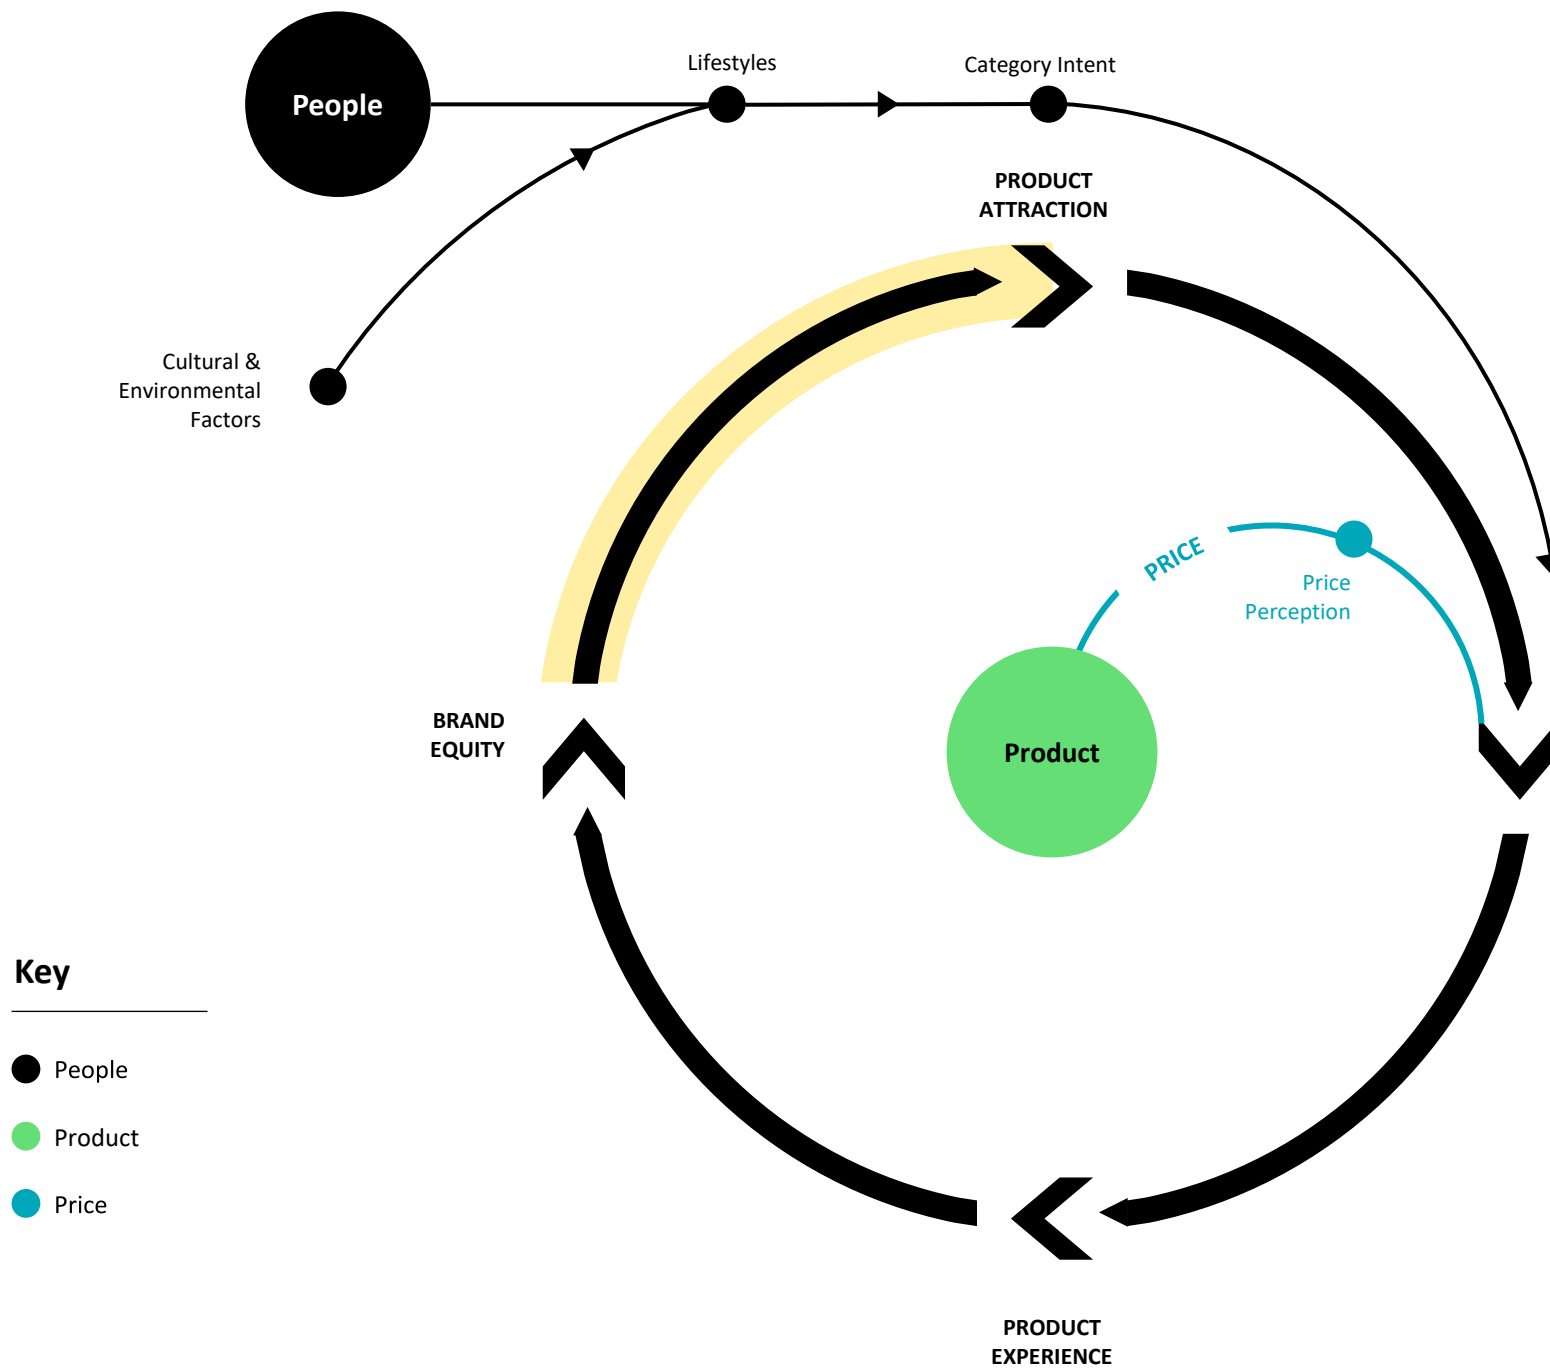 Lifestyles
Category Intent
People
PRODUCT
ATTRACTION
Cultural &
Environmental
Factors
PRICE
Price
Perception
BRAND
EQUITY
Product
Key
People
Product
Price
PRODUCT
EXPERIENCE